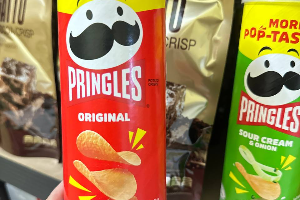 PRINGLES
ORIGINAL
CRISP
MORE
POP-TAS
PRINGLES
SOUR CREAM
& ONION